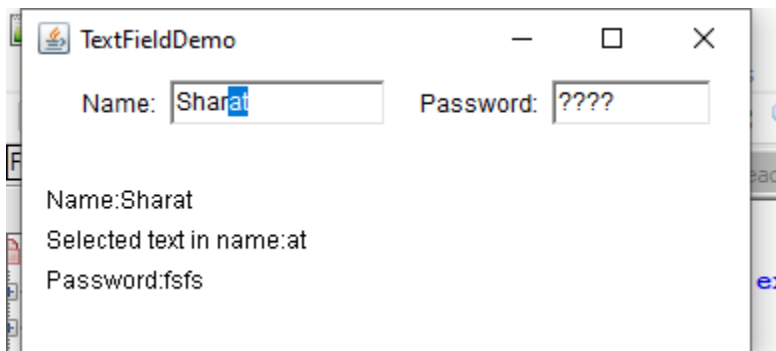 TextFieldDemo
Name: Sharat Password: ????
Name:Sharat
Selected text in name:at
Password:fsfs